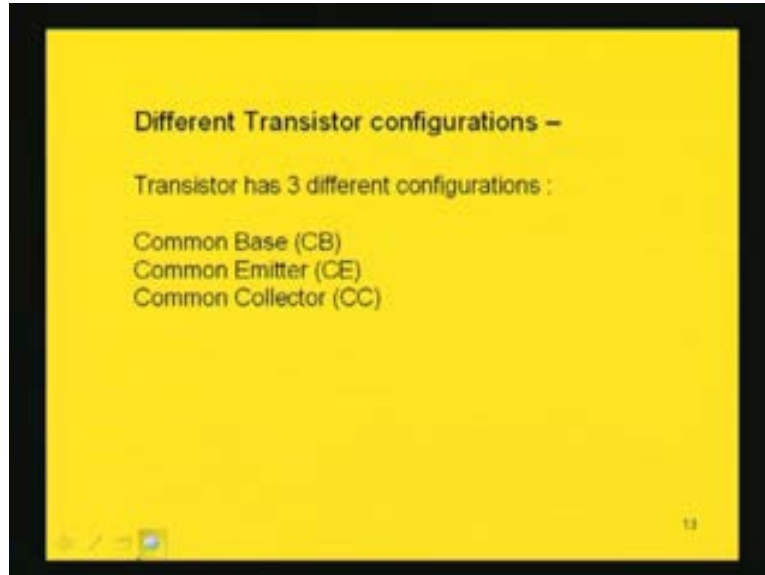 Different Transistor configurations –
Transistor has 3 different configurations :
Common Base (CB)
Common Emitter (CE)
Common Collector (CC)
13